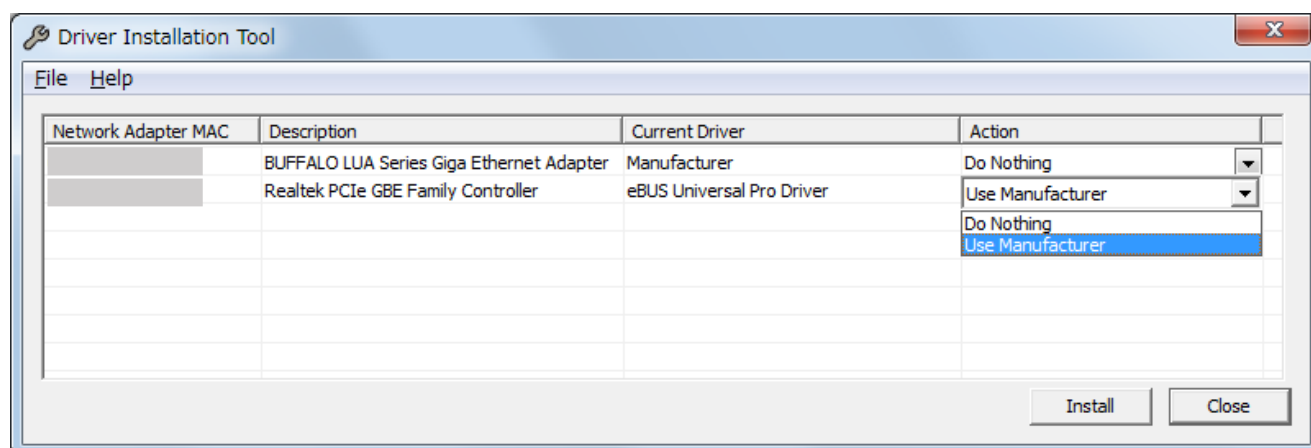 Driver Installation Tool
File Help
Network Adapter MAC Description Current Driver Action
BUFFALO LUA Series Giga Ethernet Adapter Manufacturer Do Nothing
Realtek PCIe GBE Family Controller eBUS Universal Pro Driver Use Manufacturer
Do Nothing
Use Manufacturer
Install Close